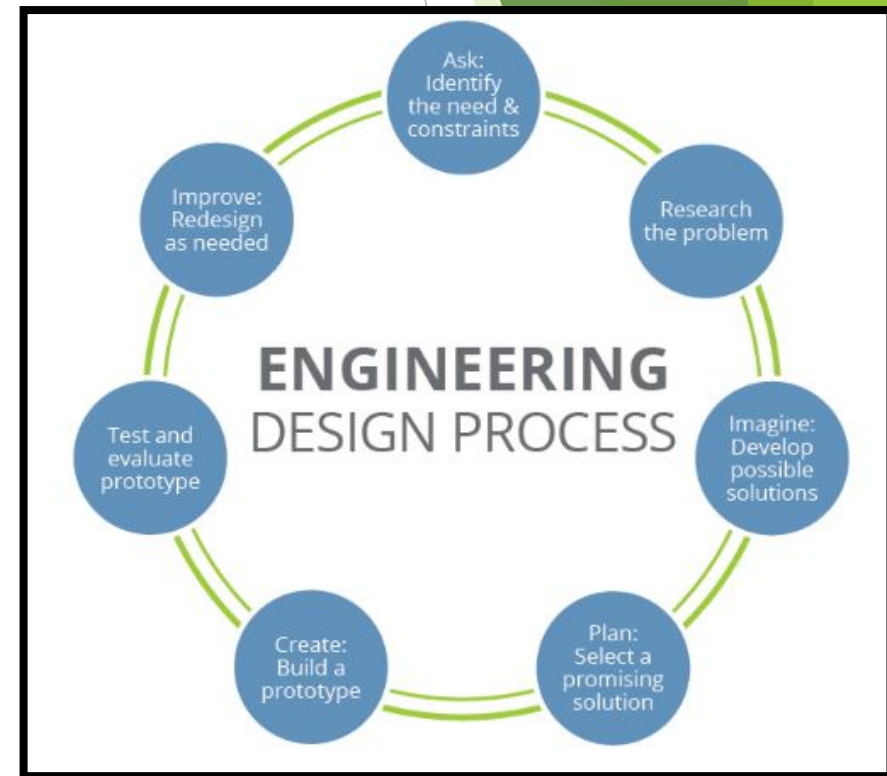 Ask:
Identify
the need &
constraints
Research
the problem
Imagine:
Develop
possible
solutions
Plan:
Select a
promising
solution
Create:
Build a
prototype
Test and
evaluate
prototype
Improve:
Redesign
as needed
ENGINEERING
DESIGN PROCESS